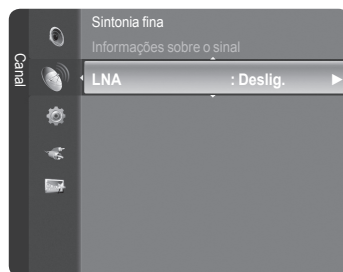 Canal
Sintonia fina
Informações sobre o sinal
LNA : Deslig.